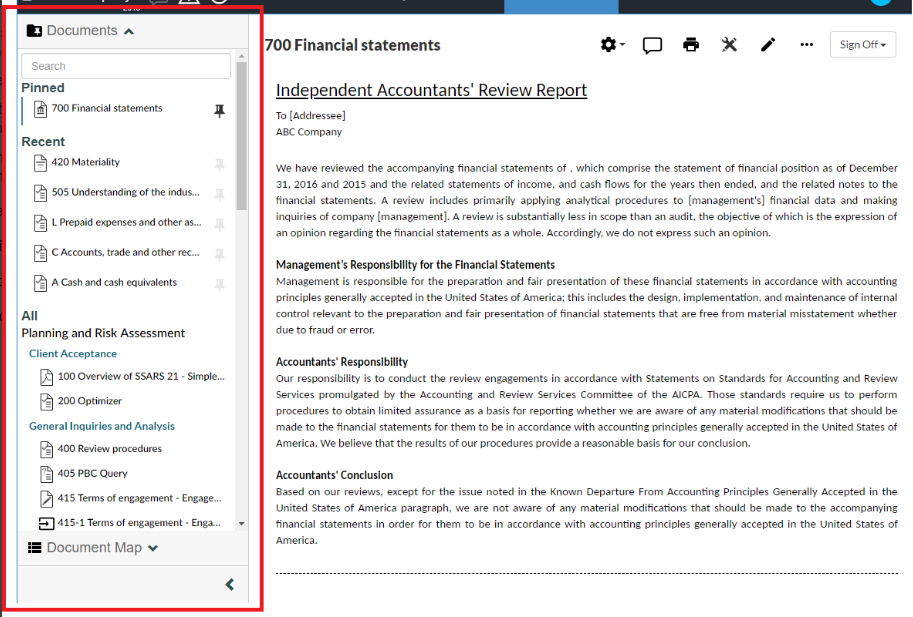 Documents
Search
Pinned
700 Financial statements
Recent
420 Materiality
505 Understanding of the indus...
L Prepaid expenses and other as...
C Accounts, trade and other rec...
A Cash and cash equivalents
All
Planning and Risk Assessment
Client Acceptance
100 Overview of SSARS 21 - Simple...
200 Optimizer
General Inquiries and Analysis
400 Review procedures
405 PBC Query
415 Terms of engagement - Engage...
415-1 Terms of engagement - Enga...
Document Map
700 Financial statements
Sign Off
Independent Accountants' Review Report
To [Addressee]
ABC Company
We have reviewed the accompanying financial statements of , which comprise the statement of financial position as of December
31, 2016 and 2015 and the related statements of income, and cash flows for the years then ended, and the related notes to the
financial statements. A review includes primarily applying analytical procedures to [management's] financial data and making
inquiries of company [management]. A review is substantially less in scope than an audit, the objective of which is the expression of
an opinion regarding the financial statements as a whole. Accordingly, we do not express such an opinion.
Management's Responsibility for the Financial Statements
Management is responsible for the preparation and fair presentation of these financial statements in accordance with accounting
principles generally accepted in the United States of America; this includes the design, implementation, and maintenance of internal
control relevant to the preparation and fair presentation of financial statements that are free from material misstatement whether
due to fraud or error.
Accountants' Responsibility
Our responsibility is to conduct the review engagements in accordance with Statements on Standards for Accounting and Review
Services promulgated by the Accounting and Review Services Committee of the AICPA. Those standards require us to perform
procedures to obtain limited assurance as a basis for reporting whether we are aware of any material modifications that should be
made to the financial statements for them to be in accordance with accounting principles generally accepted in the United States of
America. We believe that the results of our procedures provide a reasonable basis for our conclusion.
Accountants' Conclusion
Based on our reviews, except for the issue noted in the Known Departure From Accounting Principles Generally Accepted in the
United States of America paragraph, we are not aware of any material modifications that should be made to the accompanying
financial statements in order for them to be in accordance with accounting principles generally accepted in the United States of
America.